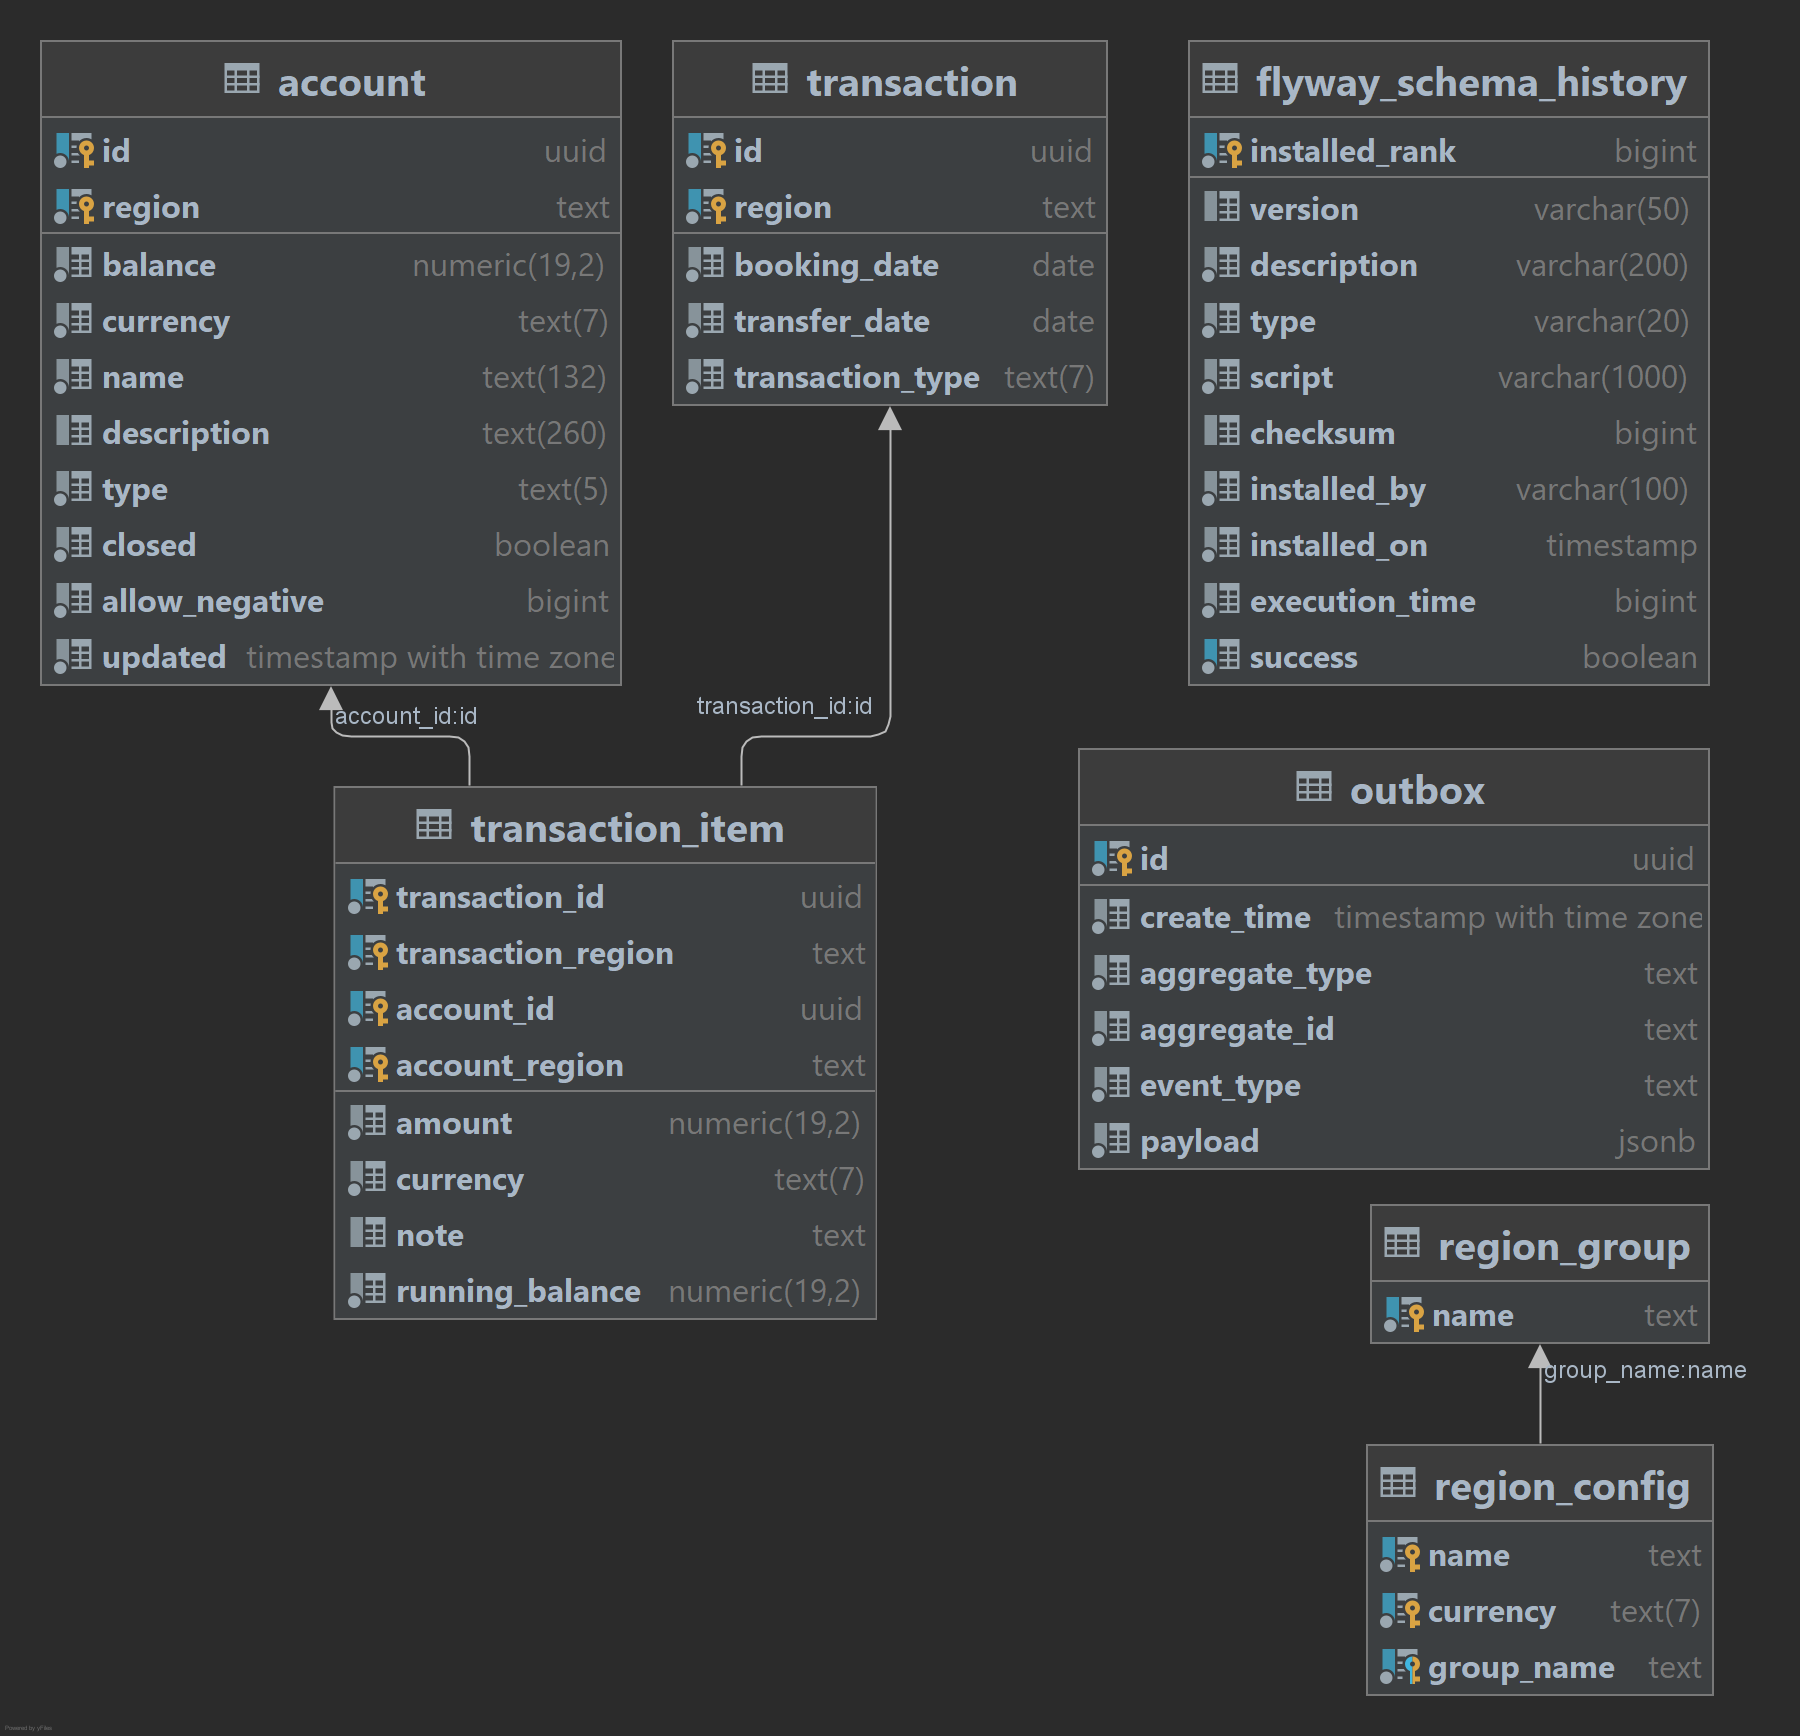 account
id uuid
region text
balance numeric(19,2)
currency text(7)
name text(132)
description text(260)
type text(5)
closed boolean
allow_negative bigint
updated timestamp with time zone
transaction
id uuid
region text
booking_date date
transfer_date date
transaction_type text(7)
flyway_schema_history
installed_rank bigint
version varchar(50)
description varchar(200)
type varchar(20)
script varchar(1000)
checksum bigint
installed_by varchar(100)
installed_on timestamp
execution_time bigint
success boolean
account_id:id
transaction_id:id
transaction_item
transaction_id uuid
transaction_region text
account_id uuid
account_region text
amount numeric(19,2)
currency text(7)
note text
running_balance numeric(19,2)
outbox
id uuid
create_time timestamp with time zone
aggregate_type text
aggregate_id text
event_type text
payload jsonb
region_group
name text
group_name:name
region_config
name text
currency text(7)
group_name text
Powered by yFiles